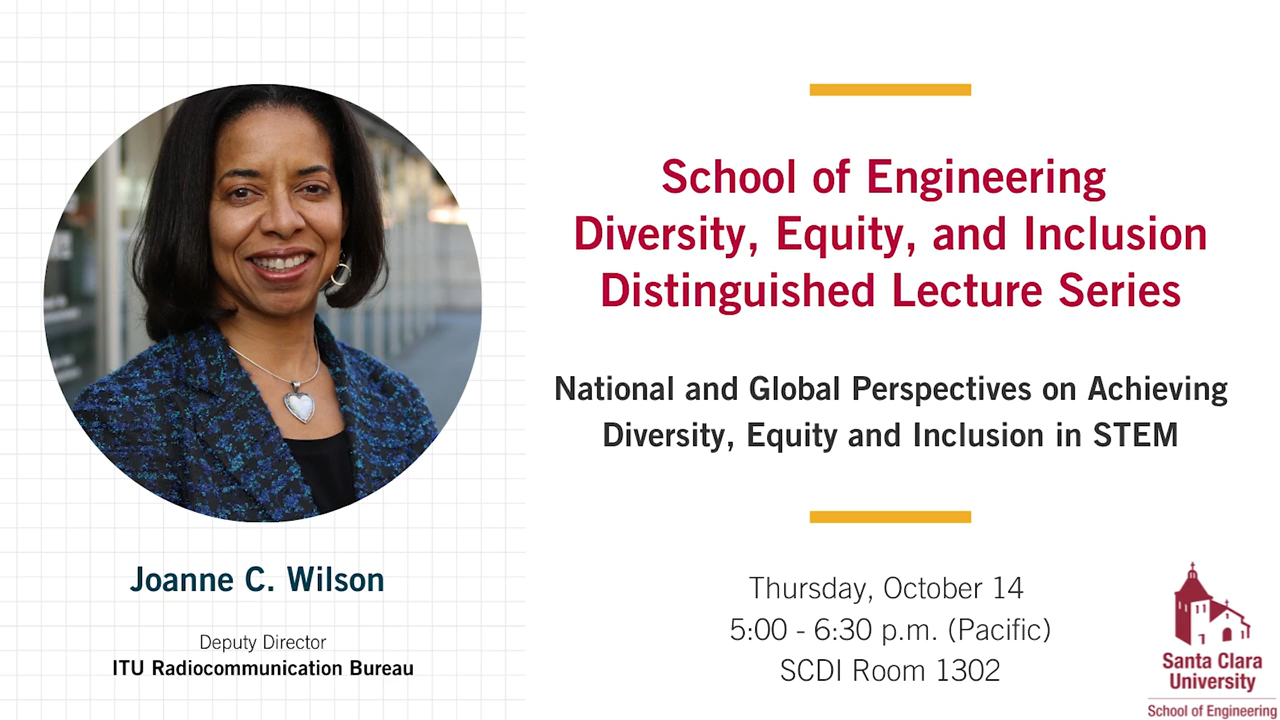 Joanne C. Wilson
Deputy Director
ITU Radiocommunication Bureau
School of Engineering
Diversity, Equity, and Inclusion
Distinguished Lecture Series
National and Global Perspectives on Achieving
Diversity, Equity and Inclusion in STEM
Thursday, October 14
5:00 - 6:30 p.m. (Pacific)
SCDI Room 1302
Santa Clara
University
School of Engineering